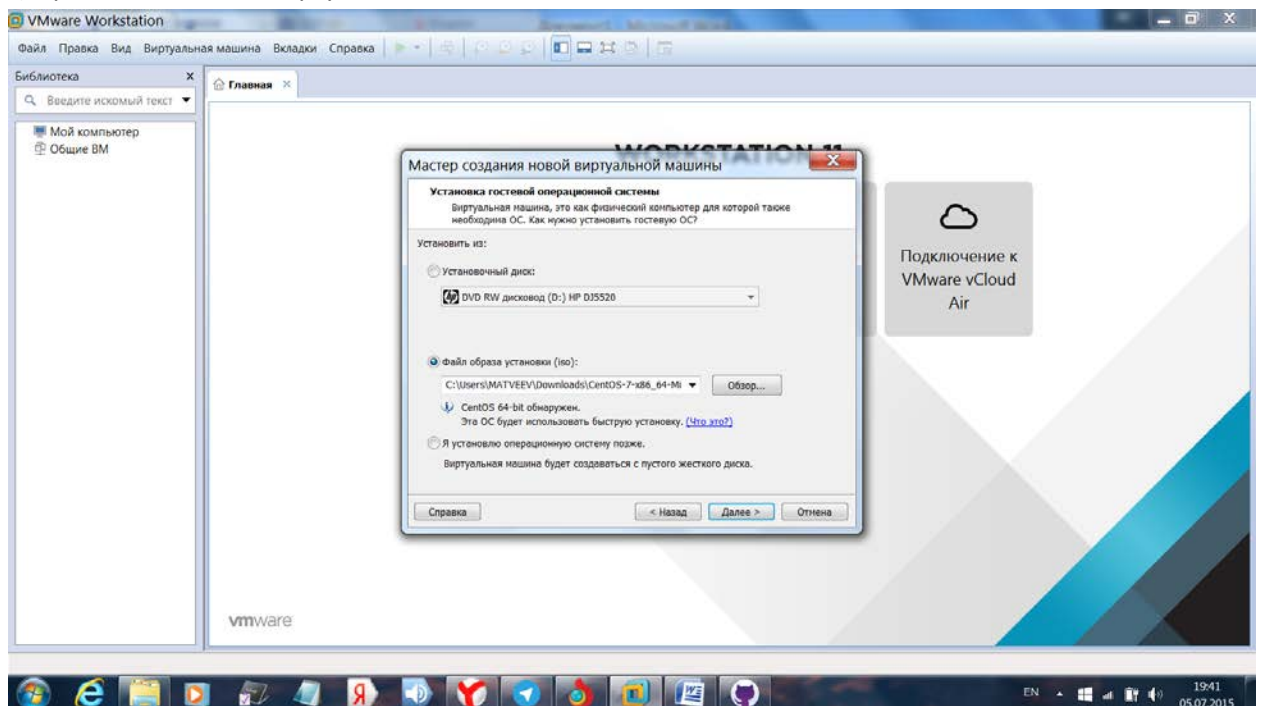 VMware Workstation
Файл Правка Вид Виртуальная машина Вкладки Справка
Библиотека x
Введите искомый текст
Мой компьютер
Общие ВМ
Главная
WORKSTATION 11
Мастер создания новой виртуальной машины
Установка гостевой операционной системы
Виртуальная машина, это как физический компьютер для которой также
необходима ОС. Как нужно установить гостевую ОС?
Установить из:
Установочный диск:
DVD RW дисковод (D:) HP DJ5520
Файл образа установки (iso):
C:\Users\MATVEEV\Downloads\CentOS-7-x86_64-Mi
Обзор...
CentOS 64-bit обнаружен.
Эта ОС будет использовать быструю установку. (Что это?)
Я установлю операционную систему позже.
Виртуальная машина будет создаваться с пустого жесткого диска.
Справка < Назад Далее > Отмена
Подключение к
VMware vCloud
Air
vmware
EN
19:41
05.07.2015